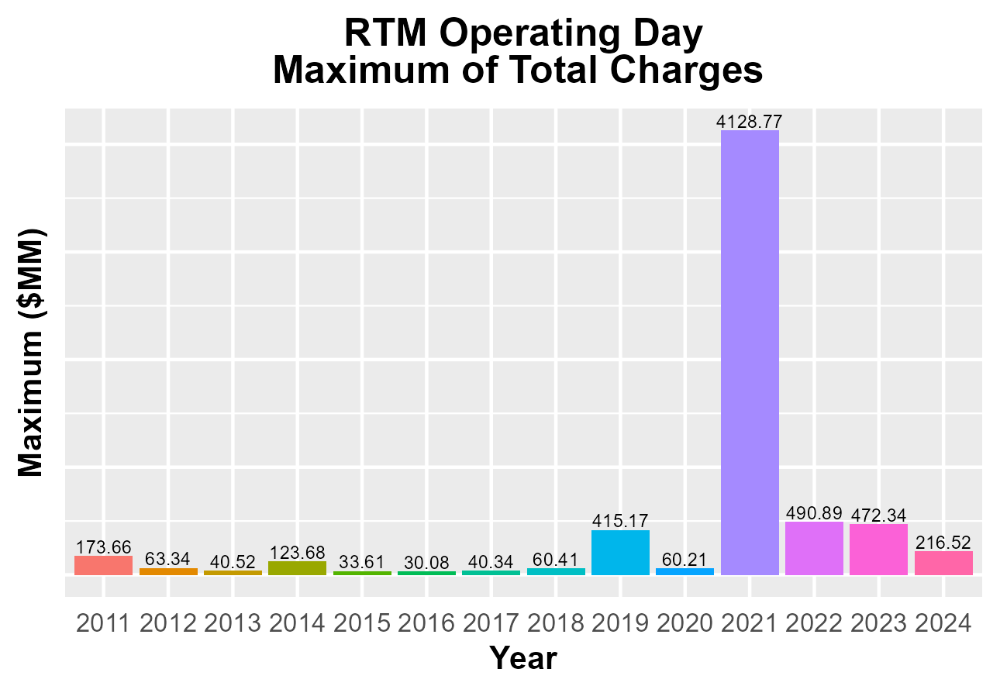 RTM Operating Day
Maximum of Total Charges
Maximum ($MM)
4128.77
173.66 63.34 40.52 123.68 33.61 30.08 40.34 60.41 415.17 60.21 490.89 472.34 216.52
2011 2012 2013 2014 2015 2016 2017 2018 2019 2020 2021 2022 2023 2024
Year